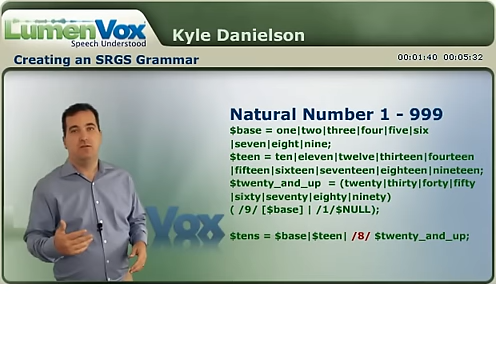 LumenVox
Speech Understood
Kyle Danielson
Creating an SRGS Grammar
00:01:40 00:05:32
Natural Number 1 - 999
$base = one|two|three|four|five|six
|seven|eight|nine;
$teen = ten|eleven|twelve|thirteen|fourteen
|fifteen|sixteen|seventeen|eighteen|nineteen;
$twenty_and_up  = (twenty|thirty|forty|fifty
|sixty|seventy|eighty|ninety)
( /9/ [$base] | /1/$NULL);
$tens = $base|$teen| /8/ $twenty_and_up;
Vox